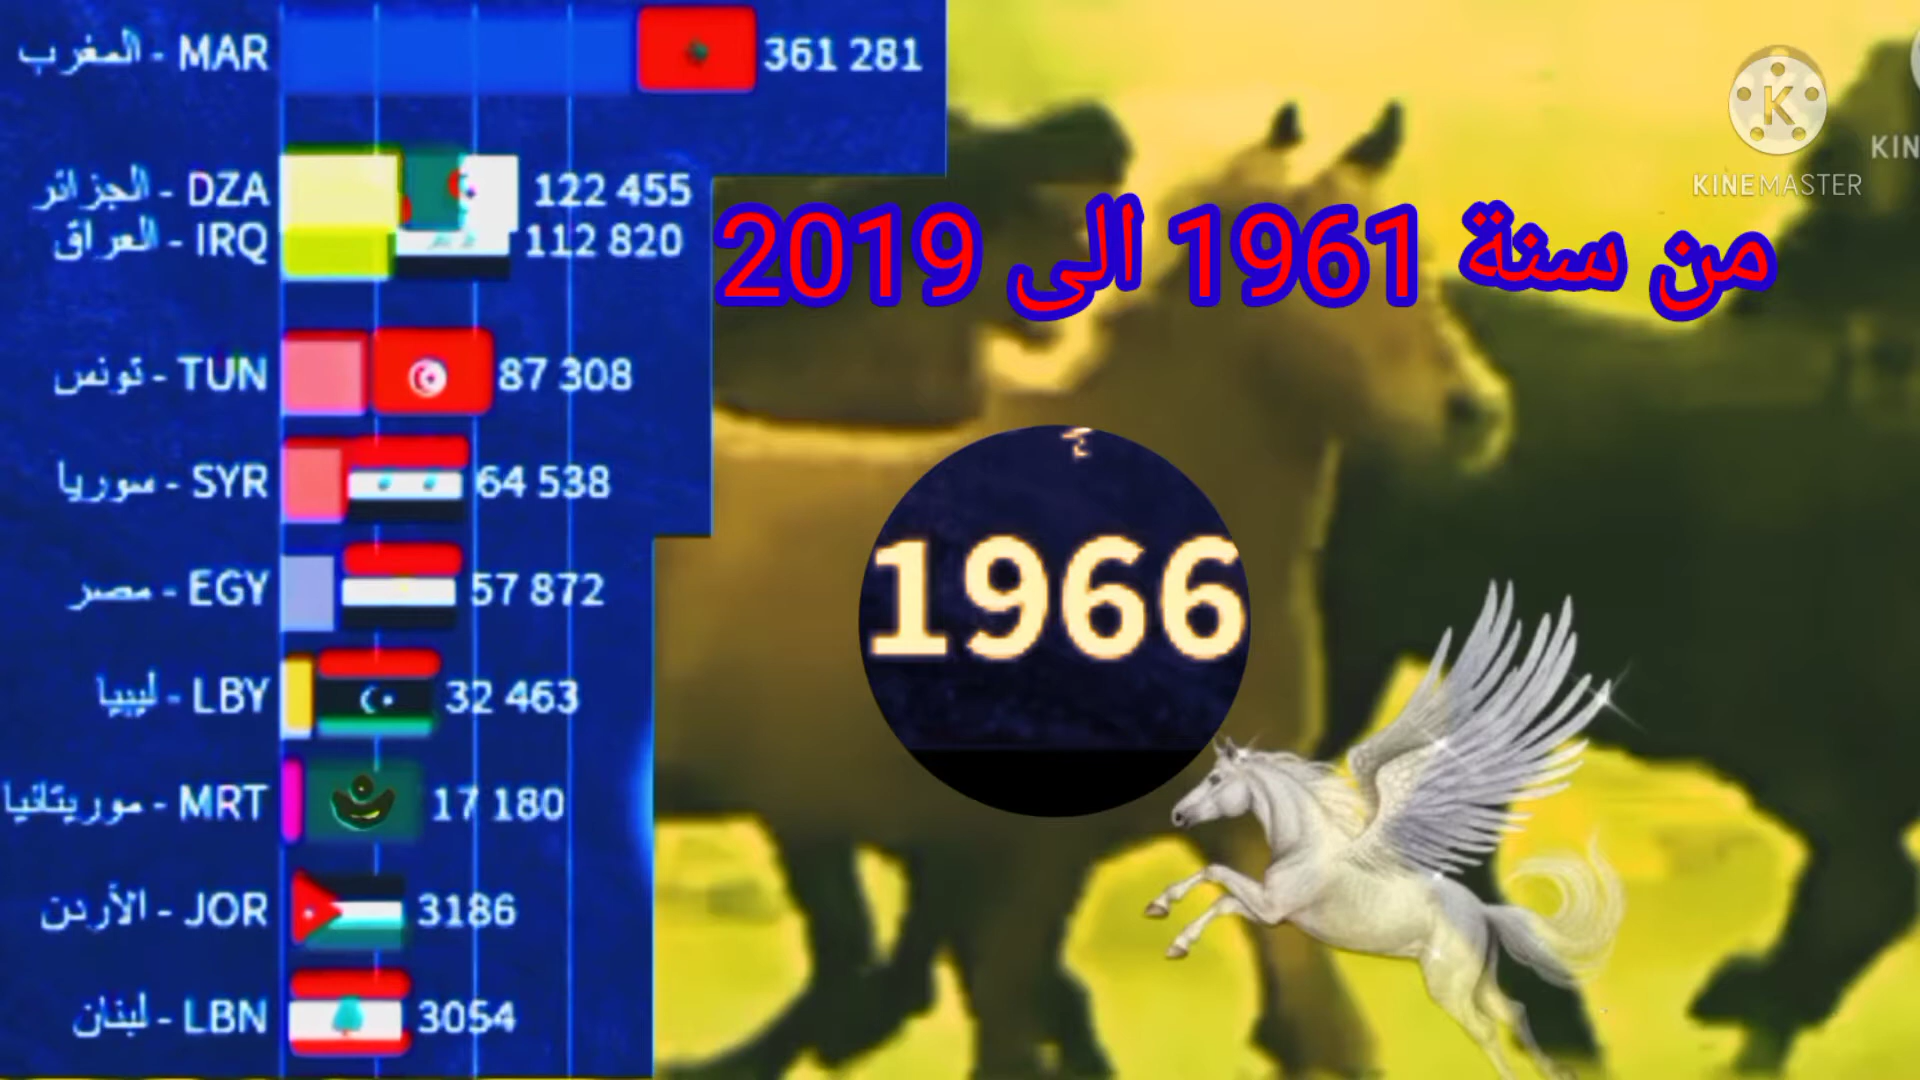 المغرب - MAR 361 281
الجزائر - DZA 122 455
العراق - IRQ 112 820
تونس - TUN 87 308
سوريا - SYR 64 538
مصر - EGY 57 872
ليبيا - LBY 32 463
موريتانيا - MRT 17 180
الأردن - JOR 3186
لبنان - LBN 3054
من سنة 1961 الى 2019
1966
KINEMASTER
KIN